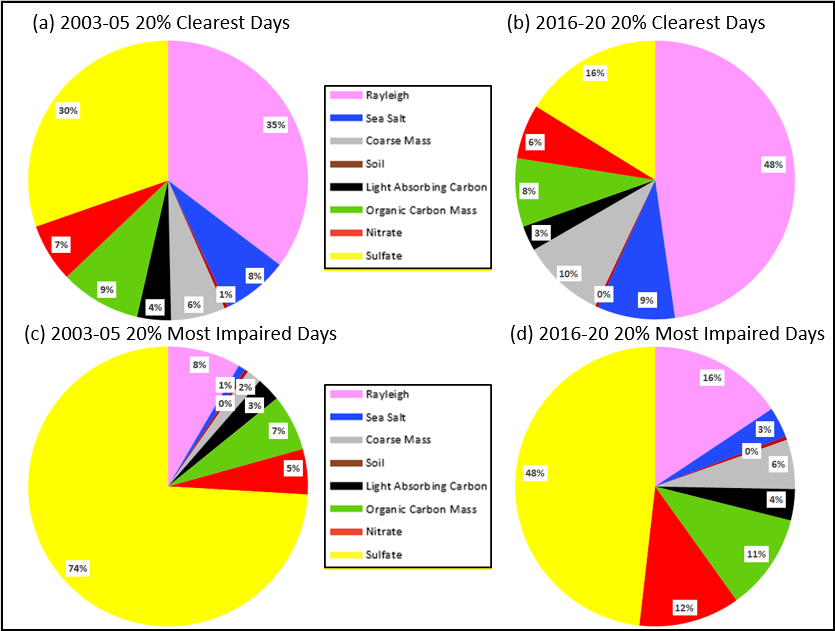 (a) 2003-05 20% Clearest Days
(b) 2016-20 20% Clearest Days
30%
35%
7%
9%
4%
6%
1%
8%
Rayleigh
Sea Salt
Coarse Mass
Soil
Light Absorbing Carbon
Organic Carbon Mass
Nitrate
Sulfate
16%
6%
8%
3%
10%
0%
9%
48%
(c) 2003-05 20% Most Impaired Days
(d) 2016-20 20% Most Impaired Days
8%
1%
2%
0%
3%
7%
5%
74%
Rayleigh
Sea Salt
Coarse Mass
Soil
Light Absorbing Carbon
Organic Carbon Mass
Nitrate
Sulfate
16%
3%
0%
6%
4%
11%
12%
48%